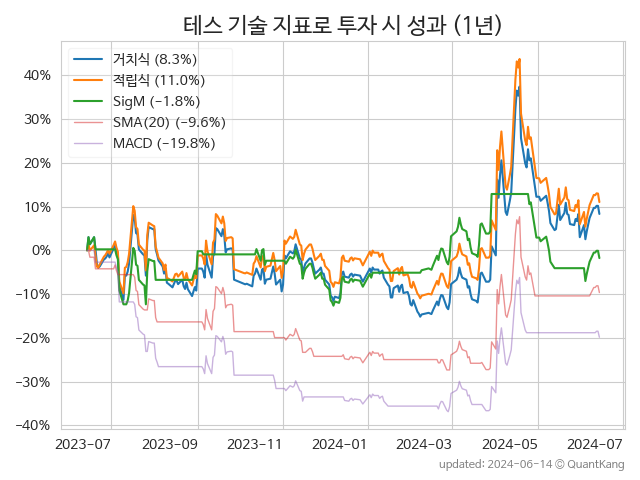 테스 기술 지표로 투자 시 성과 (1년)
거치식 (8.3%)
적립식 (11.0%)
SigM (−1.8%)
SMA(20) (−9.6%)
MACD (−19.8%)
40%
30%
20%
10%
0%
−10%
−20%
−30%
−40%
2023-07 2023-09 2023-11 2024-01 2024-03 2024-05 2024-07
updated: 2024-06-14 © QuantKang